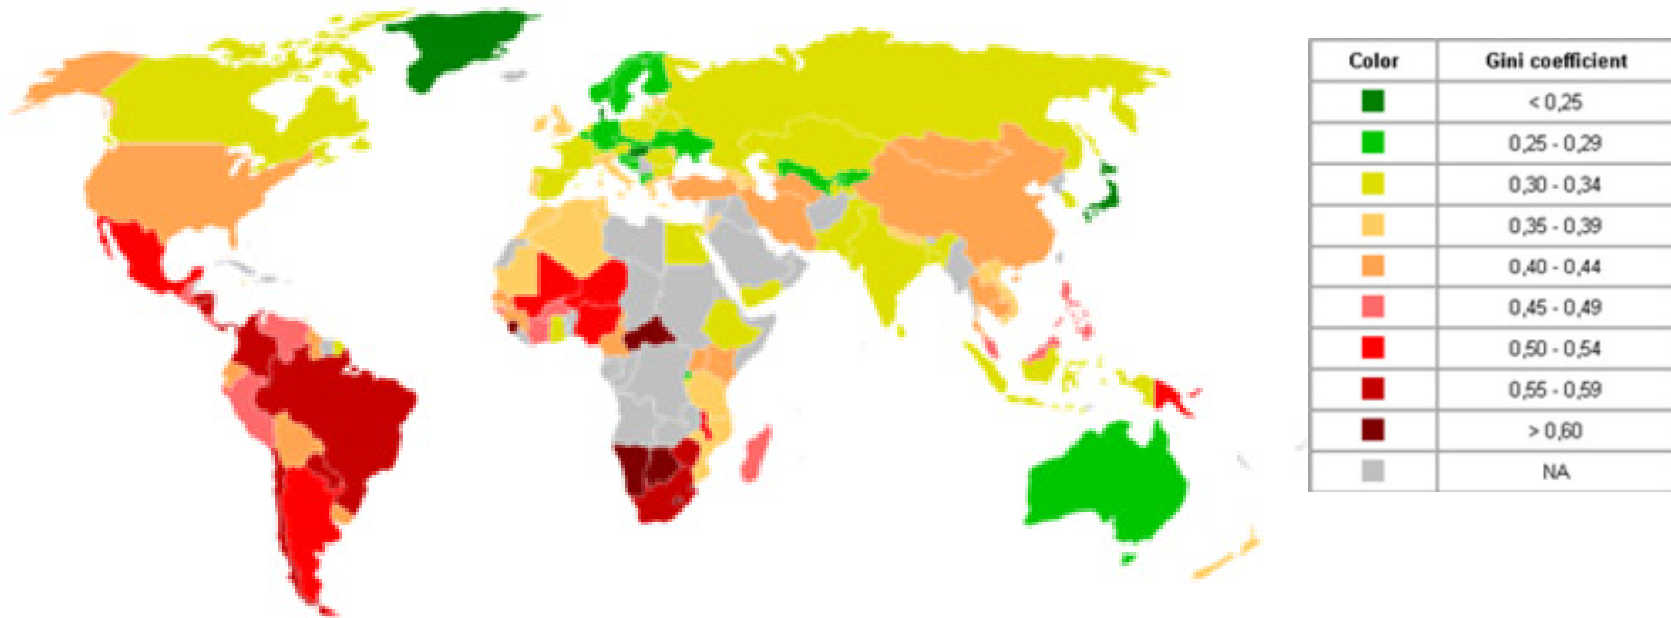 Color Gini coefficient
< 0,25
0,25 - 0,29
0,30 - 0,34
0,35 - 0,39
0,40 - 0,44
0,45 - 0,49
0,50 - 0,54
0,55 - 0,59
> 0,60
NA